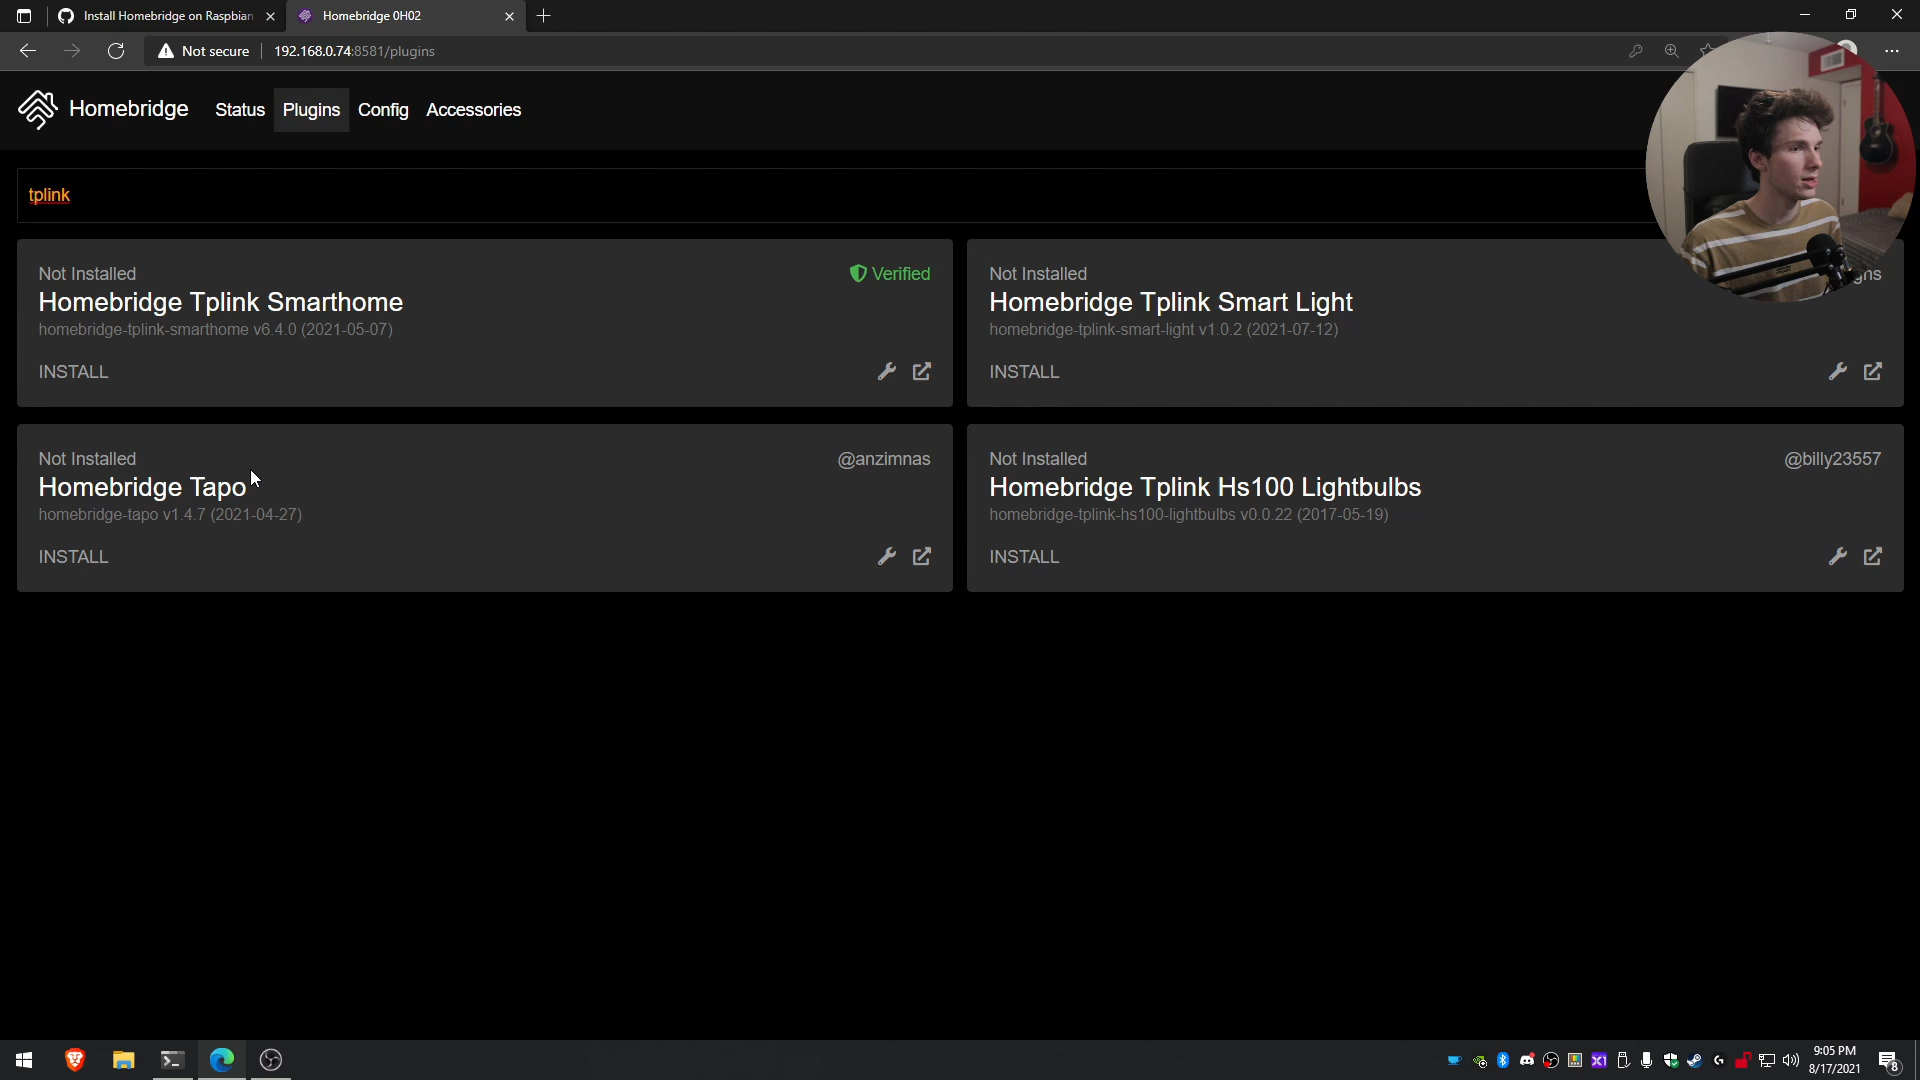 Install Homebridge on Raspbian
Homebridge 0H02
Not secure
192.168.0.74:8581/plugins
Homebridge
Status
Plugins
Config
Accessories
tplink
Not Installed
Verified
Homebridge Tplink Smarthome
homebridge-tplink-smarthome v6.4.0 (2021-05-07)
INSTALL
Not Installed
Homebridge Tplink Smart Light
homebridge-tplink-smart-light v1.0.2 (2021-07-12)
INSTALL
Not Installed
@anzimnas
Homebridge Tapo
homebridge-tapo v1.4.7 (2021-04-27)
INSTALL
Not Installed
@billy23557
Homebridge Tplink Hs100 Lightbulbs
homebridge-tplink-hs100-lightbulbs v0.0.22 (2017-05-19)
INSTALL
X1
9:05 PM
8/17/2021
8